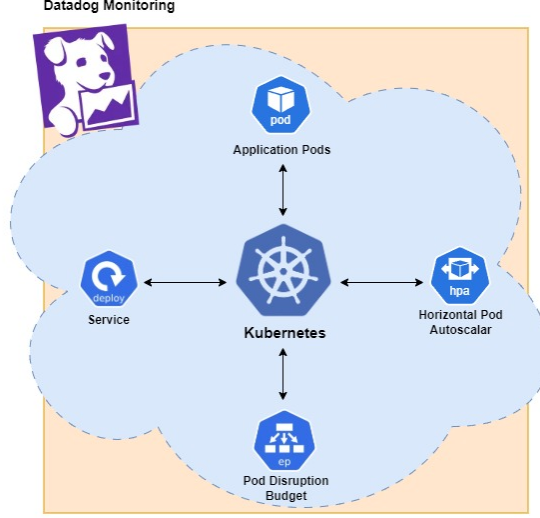 Datadog Monitoring
pod
Application Pods
deploy
Service
Kubernetes
hpa
Horizontal Pod
Autoscalar
ep
Pod Disruption
Budget